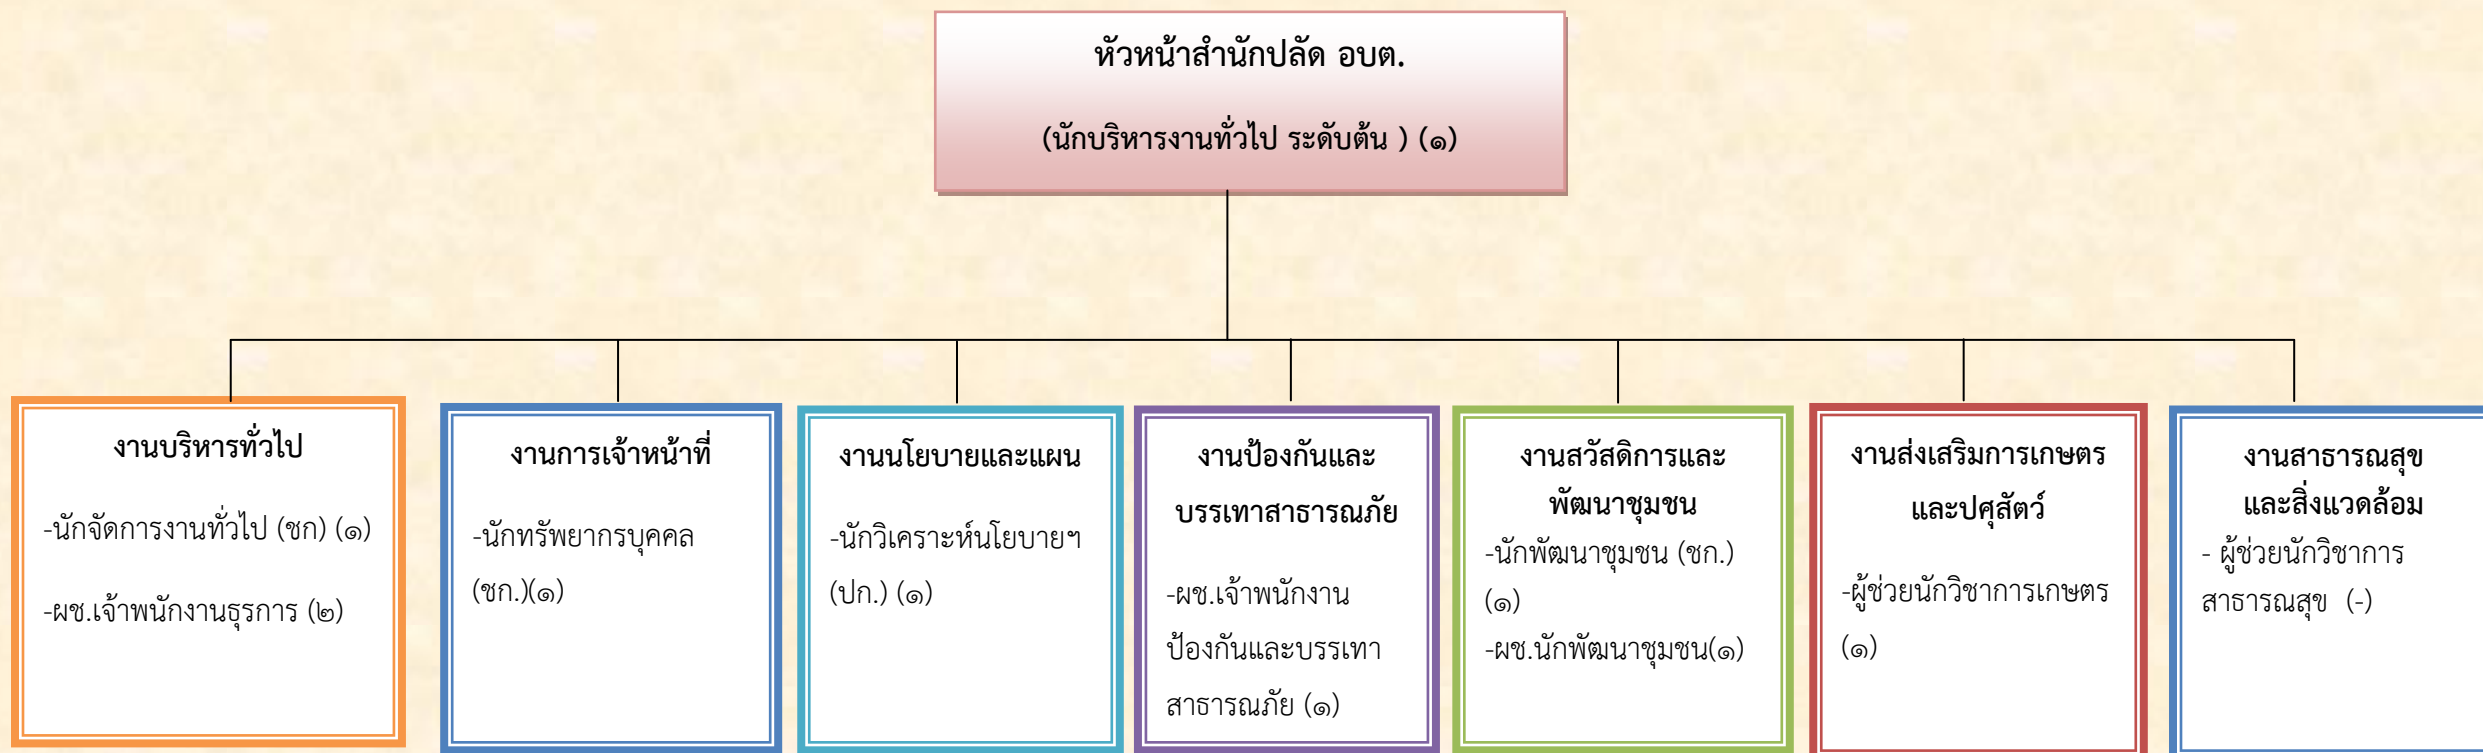 หัวหน้าสำนักปลัด อบต.
(นักบริหารงานทั่วไป ระดับต้น ) (๑)
งานบริหารทั่วไป
-นักจัดการงานทั่วไป (ชก) (๑)
-ผช.เจ้าพนักงานธุรการ (๒)
งานการเจ้าหน้าที่
-นักทรัพยากรบุคคล
(ชก.)(๑)
งานนโยบายและแผน
-นักวิเคราะห์นโยบายฯ
(ปก.) (๑)
งานป้องกันและ
บรรเทาสาธารณภัย
-ผช.เจ้าพนักงาน
ป้องกันและบรรเทา
สาธารณภัย (๑)
งานสวัสดิการและ
พัฒนาชุมชน
-นักพัฒนาชุมชน (ชก.)
(๑)
-ผช.นักพัฒนาชุมชน(๑)
งานส่งเสริมการเกษตร
และปศุสัตว์
-ผู้ช่วยนักวิชาการเกษตร
(๑)
งานสาธารณสุข
และสิ่งแวดล้อม
- ผู้ช่วยนักวิชาการ
สาธารณสุข  (-)